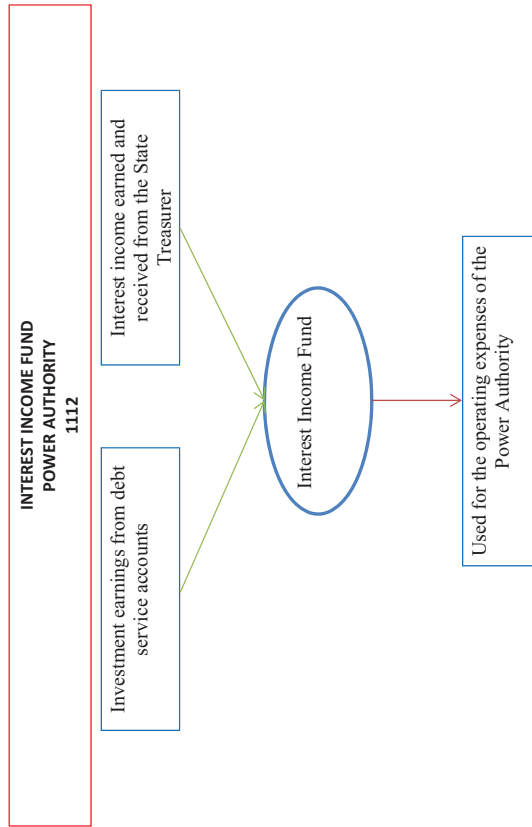 INTEREST INCOME FUND
POWER AUTHORITY
1112
Investment earnings from debt
service accounts
Interest income earned and
received from the State
Treasurer
Interest Income Fund
Used for the operating expenses of the
Power Authority